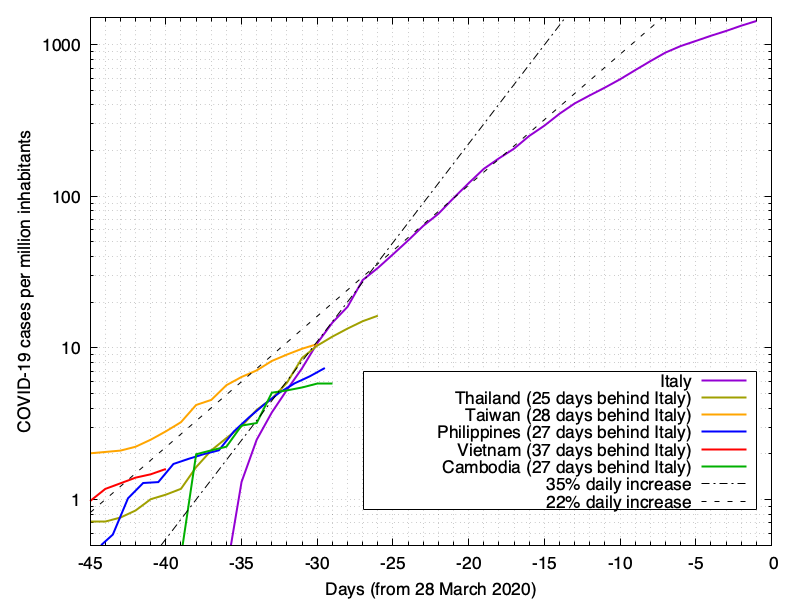 1000
100
10
1
COVID-19 cases per million inhabitants
Italy
Thailand (25 days behind Italy)
Taiwan (28 days behind Italy)
Philippines (27 days behind Italy)
Vietnam (37 days behind Italy)
Cambodia (27 days behind Italy)
35% daily increase
22% daily increase
-45 -40 -35 -30 -25 -20 -15 -10 -5 0
Days (from 28 March 2020)